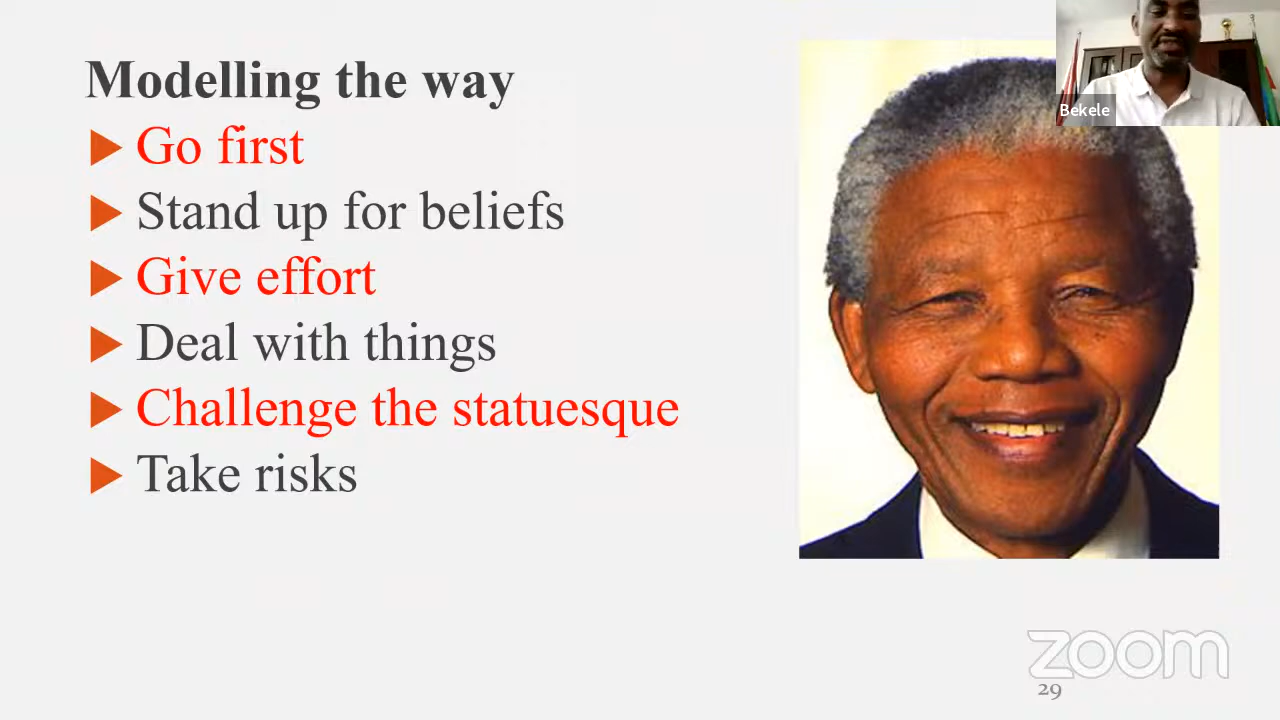 Modelling the way
Go first
Stand up for beliefs
Give effort
Deal with things
Challenge the statuesque
Take risks
Bekele
zoom
29